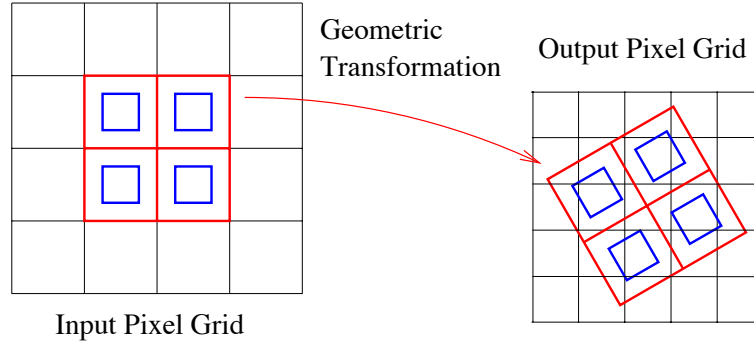 Geometric
Transformation
Output Pixel Grid
Input Pixel Grid